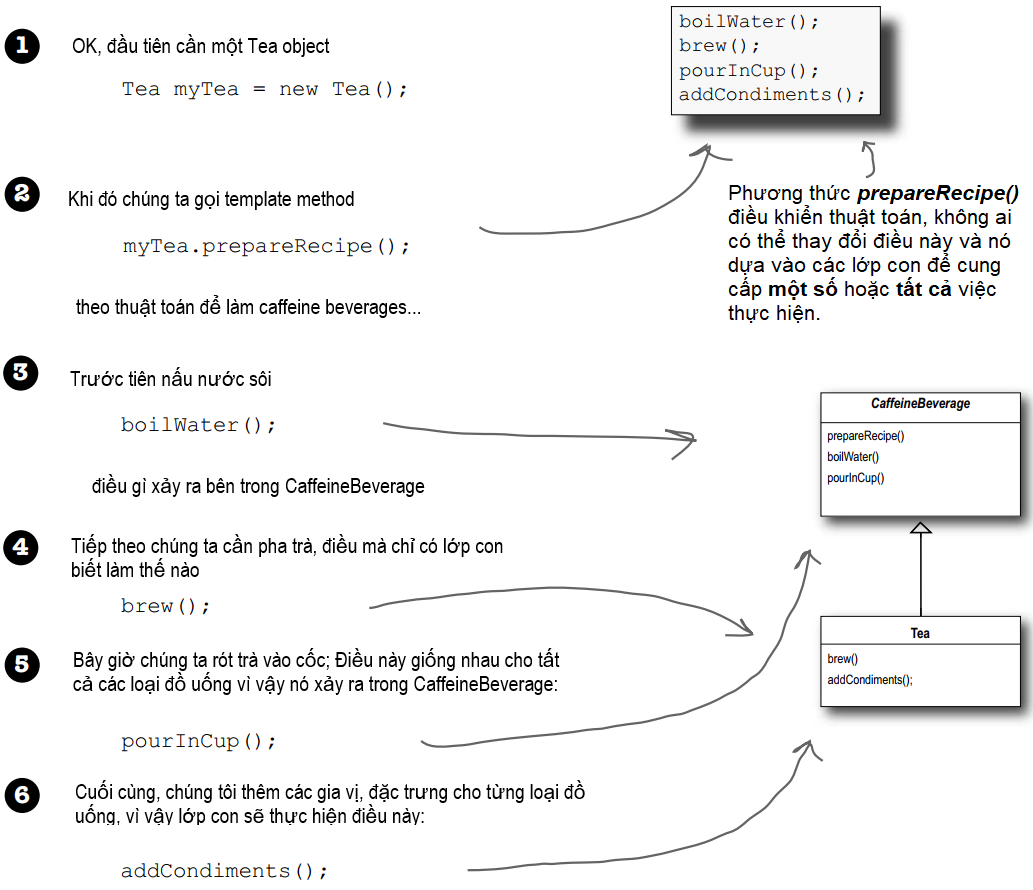 1
OK, đầu tiên cần một Tea object
Tea myTea = new Tea();
boilWater();
brew();
pourInCup();
addCondiments();
2
Khi đó chúng ta gọi template method
myTea.prepareRecipe();
theo thuật toán để làm caffeine beverages...
Phương thức prepareRecipe()
điều khiển thuật toán, không ai
có thể thay đổi điều này và nó
dựa vào các lớp con để cung
cấp một số hoặc tất cả việc
thực hiện.
3
Trước tiên nấu nước sôi
boilWater();
điều gì xảy ra bên trong CaffeineBeverage
CaffeineBeverage
prepareRecipe()
boilWater()
pourInCup()
4
Tiếp theo chúng ta cần pha trà, điều mà chỉ có lớp con
biết làm thế nào
brew();
5
Bây giờ chúng ta rót trà vào cốc; Điều này giống nhau cho tất
cả các loại đồ uống vì vậy nó xảy ra trong CaffeineBeverage:
pourInCup();
Tea
brew()
addCondiments();
6
Cuối cùng, chúng tôi thêm các gia vị, đặc trưng cho từng loại đồ
uống, vì vậy lớp con sẽ thực hiện điều này:
addCondiments();